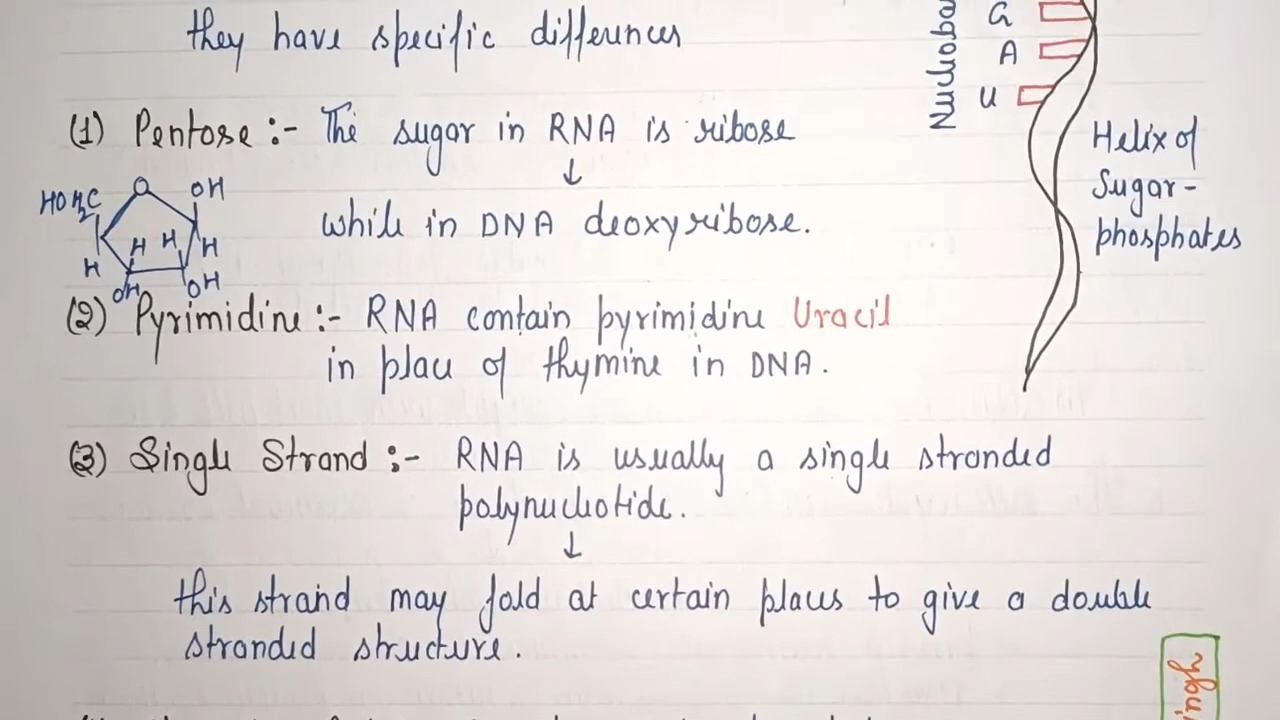 they have specific differences
(1) Pentose :- The sugar in RNA is ribose
↓
while in DNA deoxyribose.
HOH₂C
O
OH
H
H
H
H
OH
OH
(2) Pyrimidine :- RNA contain pyrimidine Uracil
in place of thymine in DNA.
(3) Single Strand :- RNA is usually a single stranded
polynucleotide.
↓
this strand may fold at certain places to give a double
stranded structure.
G
A
U
Helix of
Sugar-
phosphates